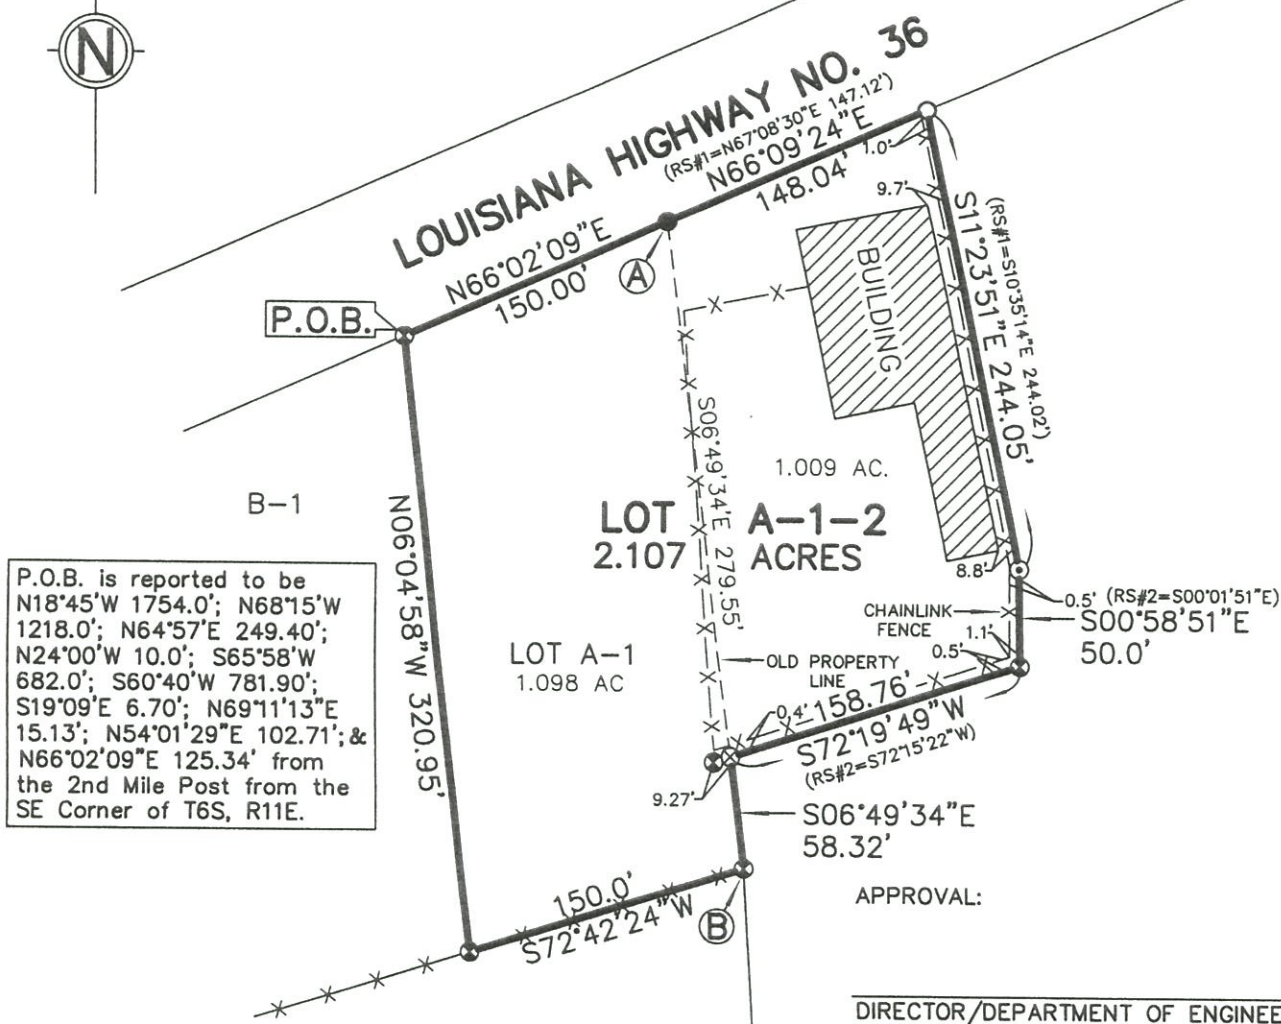 N
LOUISIANA HIGHWAY NO. 36
(RS#1=N67°08'30"E 147.12')
N66°09'24"E
148.04'
1.0'
9.7'
(RS#1=S10°35'14"E 244.02')
S11°23'51"E 244.05'
N66°02'09"E
150.00'
A
P.O.B.
BUILDING
S06°49'34'E 279.55'
1.009 AC.
B-1
N06°04'58"W 320.95'
LOT A-1-2
2.107 ACRES
8.8'
P.O.B. is reported to be
N18°45'W 1754.0'; N68°15'W
1218.0'; N64°57'E 249.40';
N24°00'W 10.0'; S65°58'W
682.0'; S60°40'W 781.90';
S19°09'E 6.70'; N69°11'13"E
15.13'; N54°01'29"E 102.71';&
N66°02'09"E 125.34' from
the 2nd Mile Post from the
SE Corner of T6S, R11E.
0.5' (RS#2=S00°01'51"E)
S00°58'51"E
50.0'
CHAINLINK
FENCE
1.1'
0.5'
LOT A-1
1.098 AC
OLD PROPERTY
LINE
0.4'
158.76'
S72°19'49"W
(RS#2=S72°15'22"W)
9.27'
S06°49'34"E
58.32'
150.0'
S72°42'24"W
B
APPROVAL:
DIRECTOR/DEPARTMENT OF ENGINEE